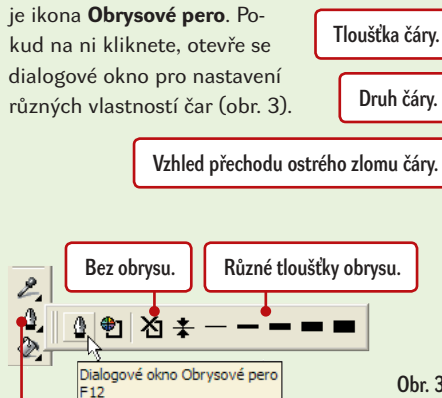 je ikona Obrysové pero. Po-
kud na ni kliknete, otevře se
dialogové okno pro nastavení
různých vlastností čar (obr. 3).
Tloušťka čáry.
Druh čáry.
Vzhled přechodu ostrého zlomu čáry.
Bez obrysu.
Různé tloušťky obrysu.
Dialogové okno Obrysové pero
F12
Obr. 3